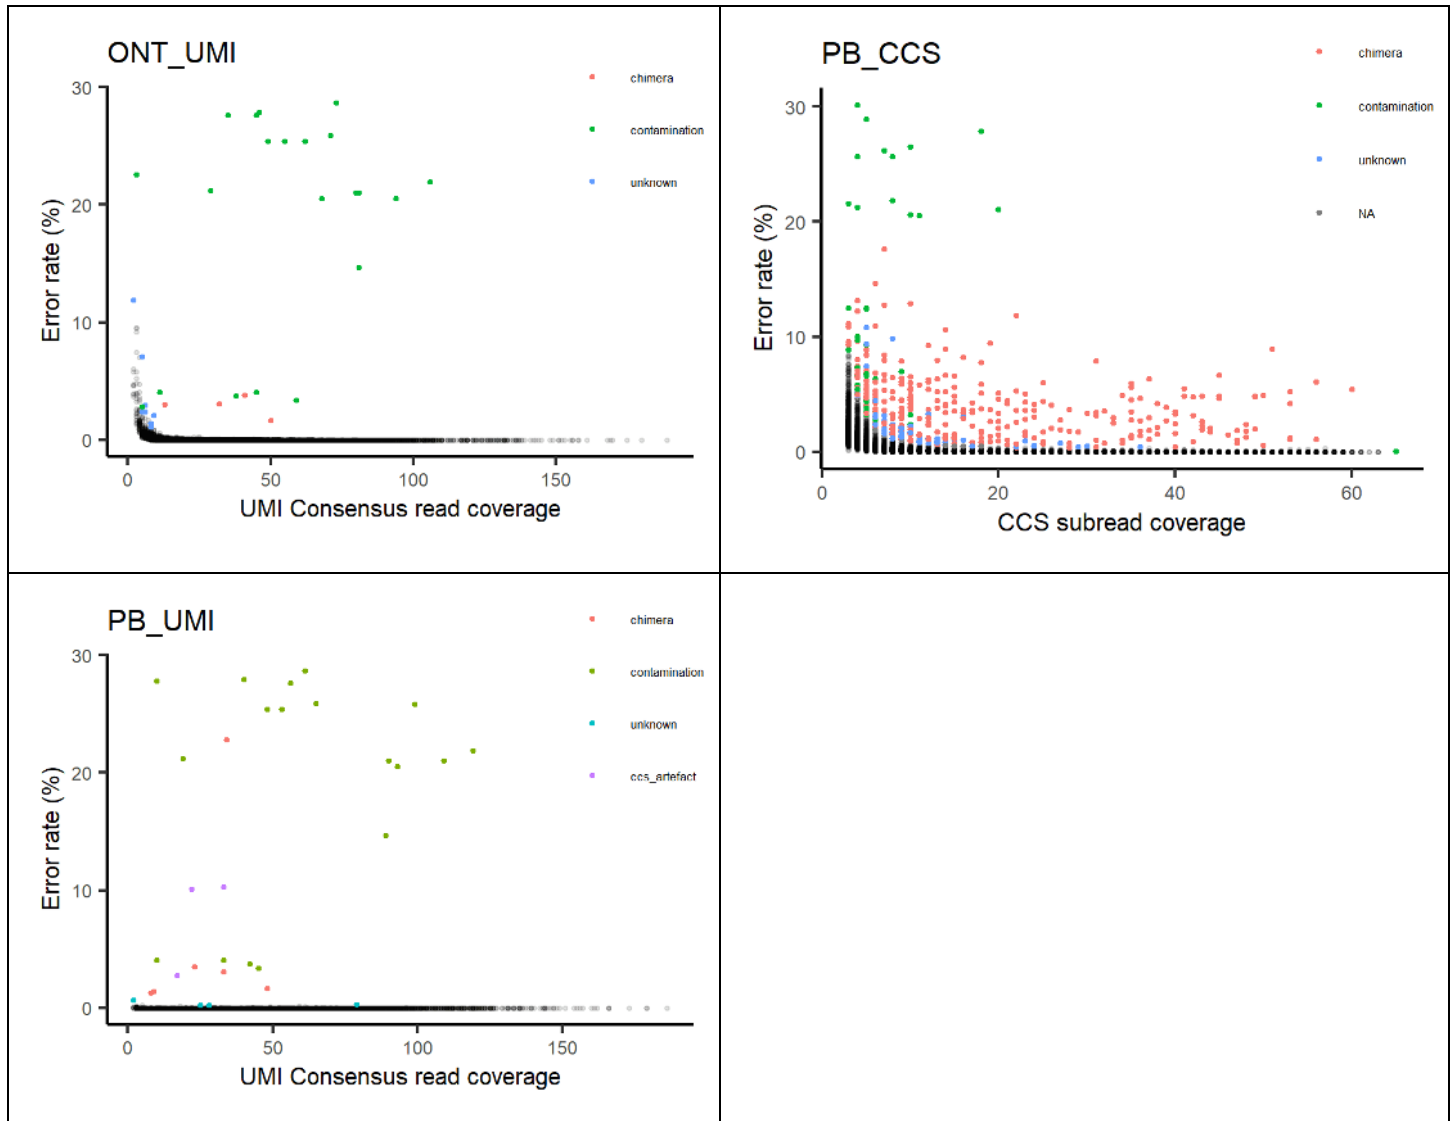 ONT_UMI
chimera
contamination
unknown
30
20
10
0
Error rate (%)
0 50 100 150
UMI Consensus read coverage
PB_CCS
chimera
contamination
unknown
NA
30
20
10
0
Error rate (%)
0 20 40 60
CCS subread coverage
PB_UMI
chimera
contamination
unknown
ccs_artefact
30
20
10
0
Error rate (%)
0 50 100 150
UMI Consensus read coverage